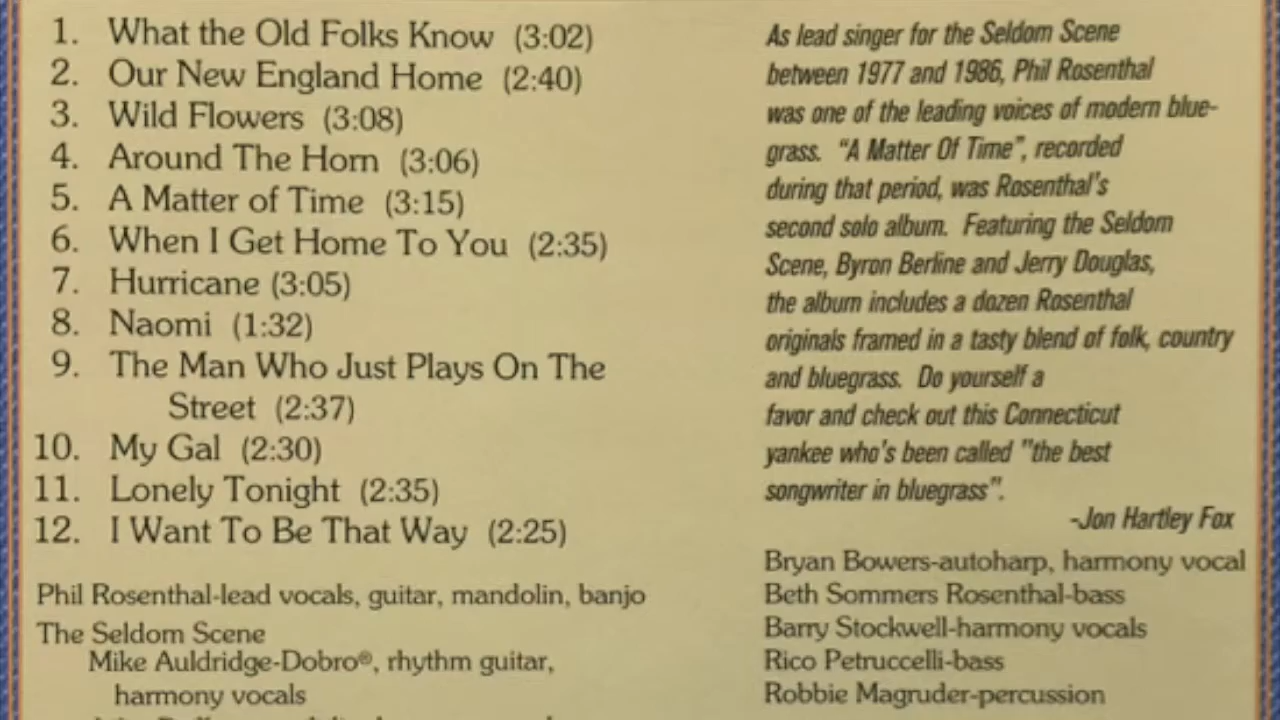 1. What the Old Folks Know (3:02)
2. Our New England Home (2:40)
3. Wild Flowers (3:08)
4. Around The Horn (3:06)
5. A Matter of Time (3:15)
6. When I Get Home To You (2:35)
7. Hurricane (3:05)
8. Naomi (1:32)
9. The Man Who Just Plays On The
Street (2:37)
10. My Gal (2:30)
11. Lonely Tonight (2:35)
12. I Want To Be That Way (2:25)
Phil Rosenthal-lead vocals, guitar, mandolin, banjo
The Seldom Scene
Mike Auldridge-Dobro®, rhythm guitar,
harmony vocals
As lead singer for the Seldom Scene
between 1977 and 1986, Phil Rosenthal
was one of the leading voices of modern blue-
grass. "A Matter Of Time", recorded
during that period, was Rosenthal's
second solo album. Featuring the Seldom
Scene, Byron Berline and Jerry Douglas,
the album includes a dozen Rosenthal
originals framed in a tasty blend of folk, country
and bluegrass. Do yourself a
favor and check out this Connecticut
yankee who's been called "the best
songwriter in bluegrass".
-Jon Hartley Fox
Bryan Bowers-autoharp, harmony vocal
Beth Sommers Rosenthal-bass
Barry Stockwell-harmony vocals
Rico Petruccelli-bass
Robbie Magruder-percussion